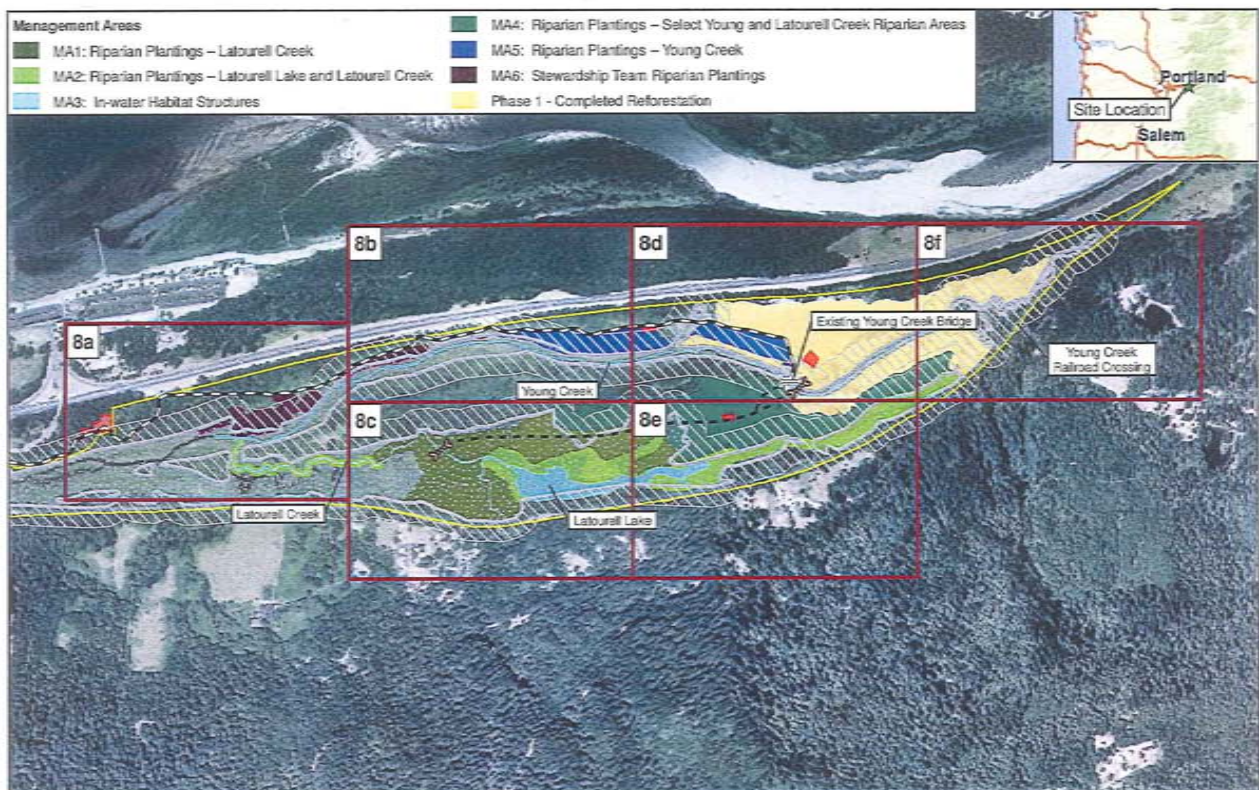 Management Areas
MA1: Riparian Plantings – Latourell Creek
MA2: Riparian Plantings – Latourell Lake and Latourell Creek
MA3: In-water Habitat Structures
MA4: Riparian Plantings – Select Young and Latourell Creek Riparian Areas
MA5: Riparian Plantings – Young Creek
MA6: Stewardship Team Riparian Plantings
Phase 1 - Completed Reforestation
Portland
Site Location
Salem
8b
8d
8f
8a
Existing Young Creek Bridge
Young Creek
Railroad Crossing
Young Creek
8c
8e
Latourell Creek
Latourell Lake